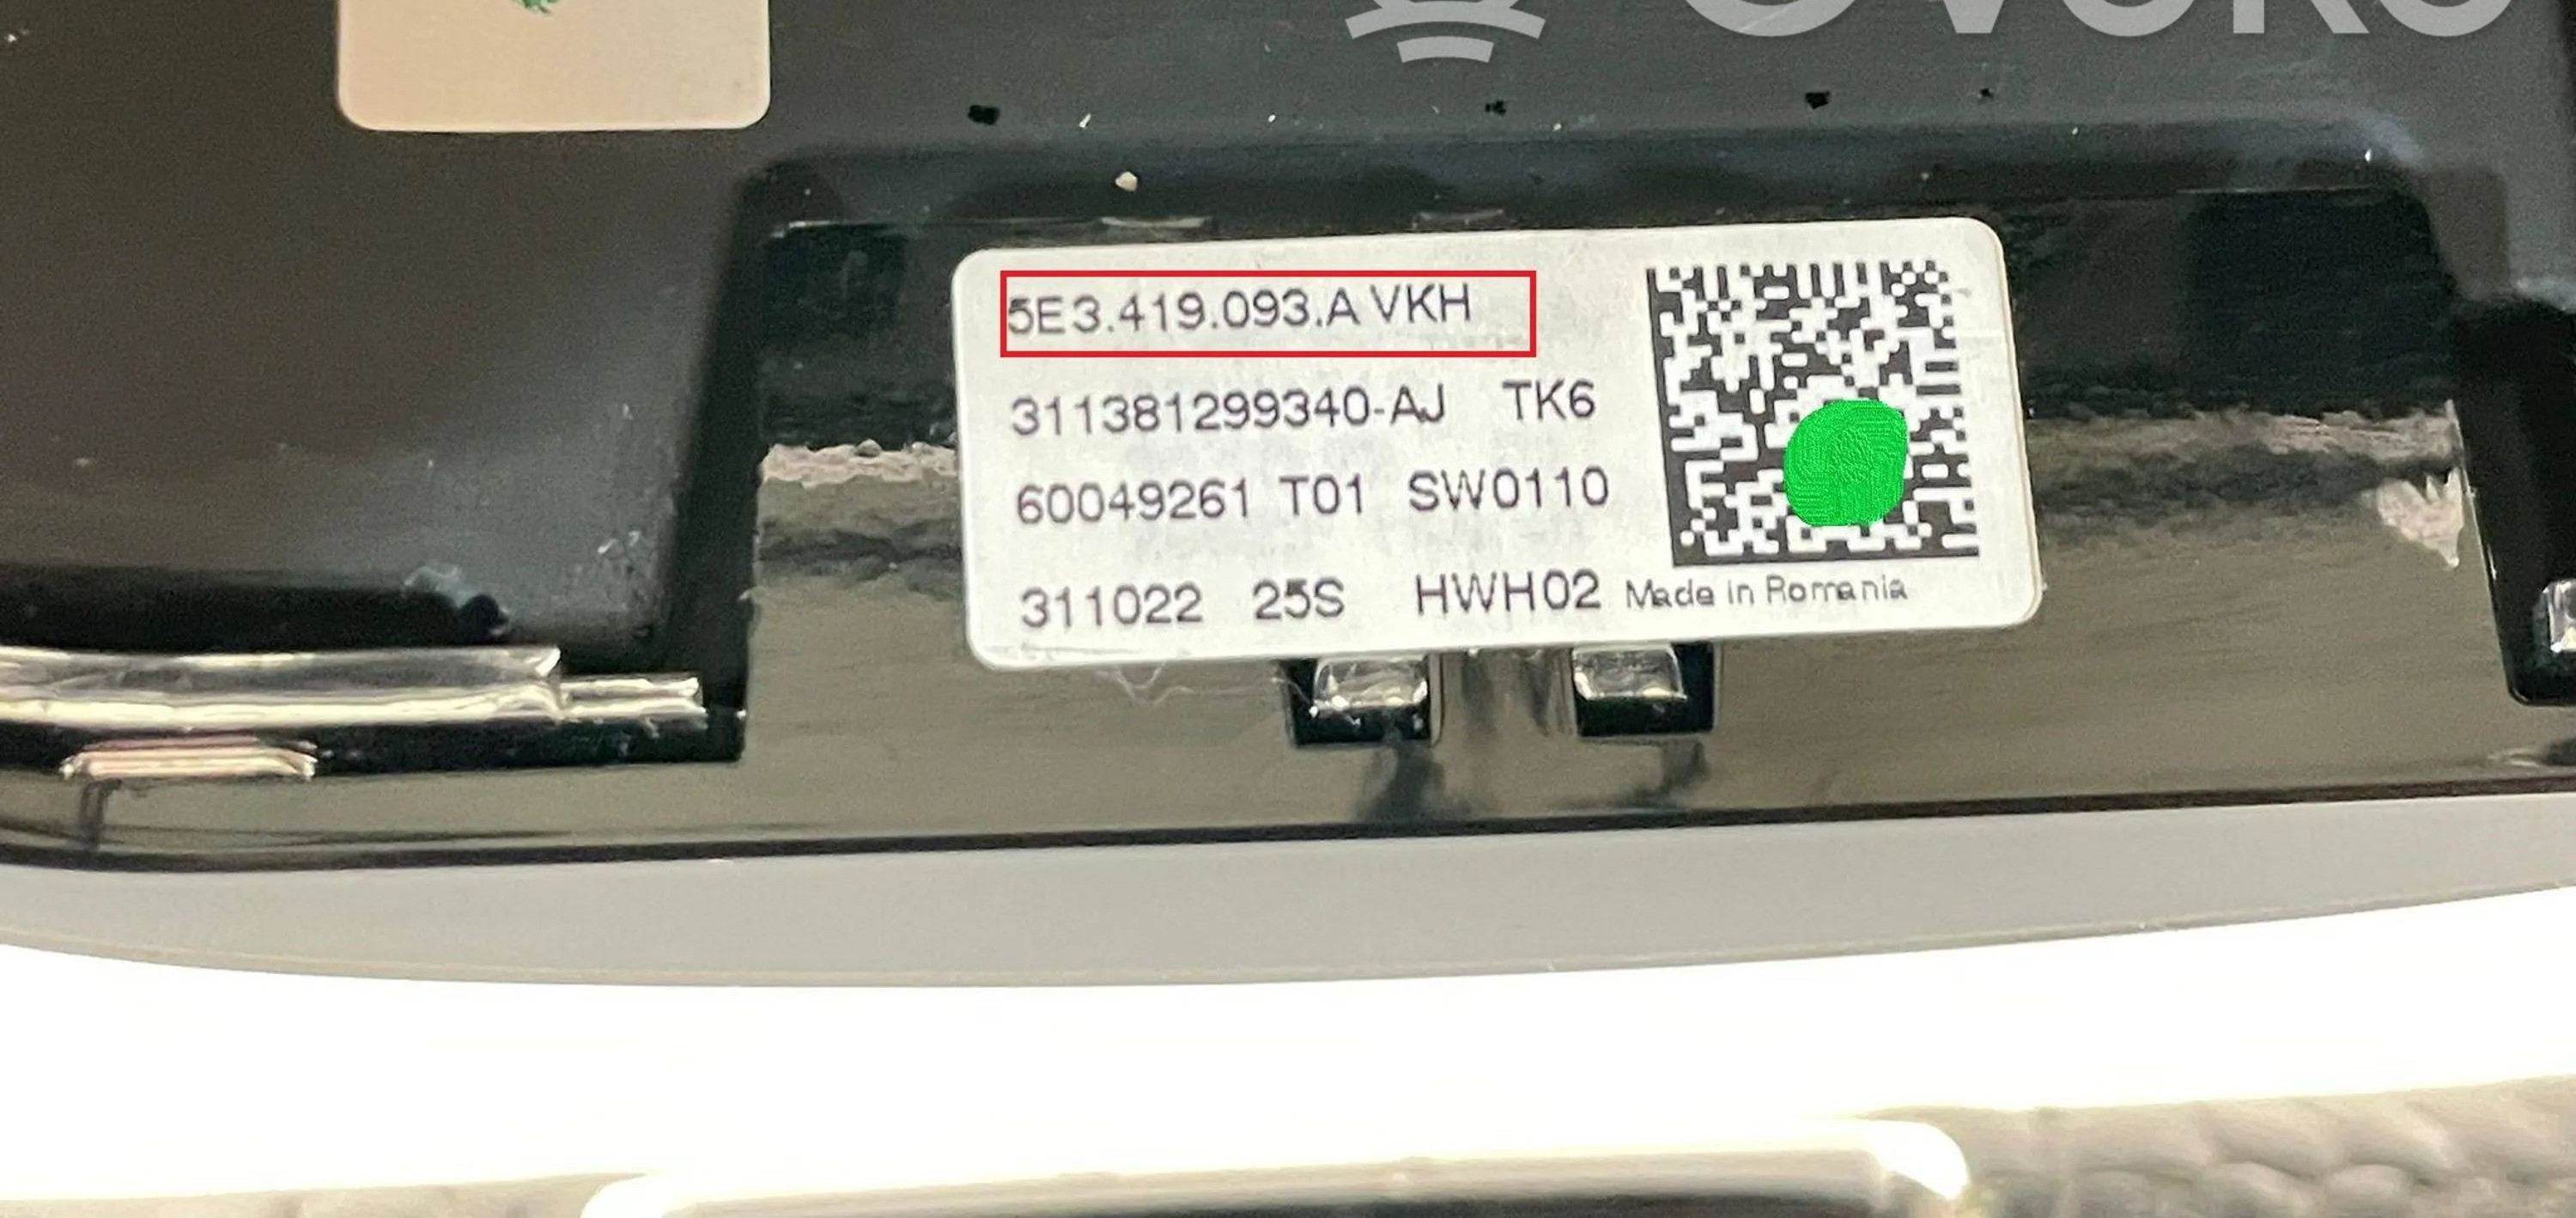 5E3.419.093.A VKH
311381299340-AJ TK6
60049261 T01 SW0110
311022 25S HWH02 Made in Romania